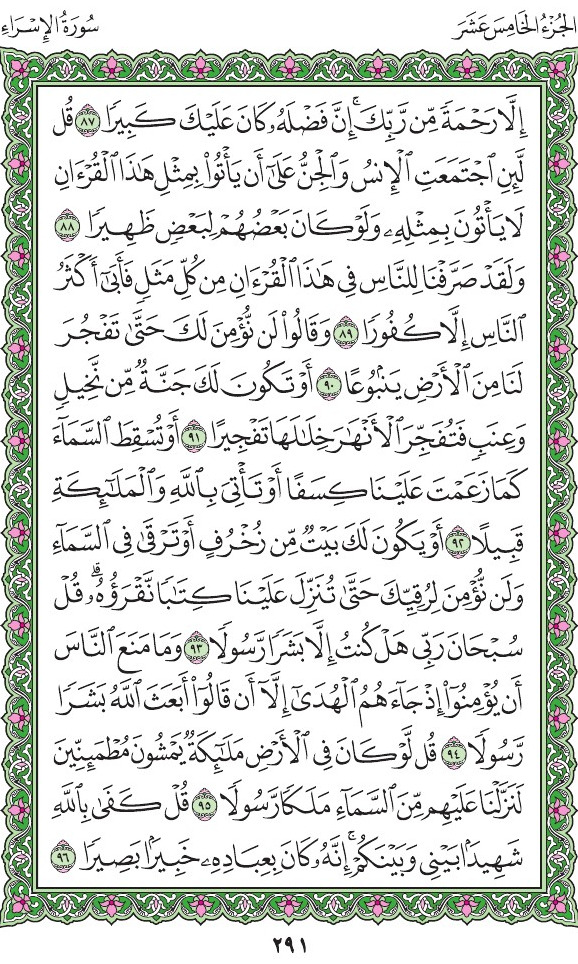 الجُزْءُ الخَامِسَ عَشَرَ
سُورَةُ الإِسْرَاءِ
إِلَّا رَحْمَةً مِّن رَّبِّكَۚ إِنَّ فَضْلَهُۥ كَانَ عَلَيْكَ كَبِيرًا ٨٧ قُل
لَّئِنِ ٱجْتَمَعَتِ ٱلْإِنسُ وَٱلْجِنُّ عَلَىٰٓ أَن يَأْتُوا۟ بِمِثْلِ هَٰذَا ٱلْقُرْءَانِ
لَا يَأْتُونَ بِمِثْلِهِۦ وَلَوْ كَانَ بَعْضُهُمْ لِبَعْضٍ ظَهِيرًا ٨٨
وَلَقَدْ صَرَّفْنَا لِلنَّاسِ فِى هَٰذَا ٱلْقُرْءَانِ مِن كُلِّ مَثَلٍ فَأَبَىٰٓ أَكْثَرُ
ٱلنَّاسِ إِلَّا كُفُورًا ٨٩ وَقَالُوا۟ لَن نُّؤْمِنَ لَكَ حَتَّىٰ تَفْجُرَ
لَنَا مِنَ ٱلْأَرْضِ يَنۢبُوعًا ٩٠ أَوْ تَكُونَ لَكَ جَنَّةٌ مِّن نَّخِيلٍ
وَعِنَبٍ فَتُفَجِّرَ ٱلْأَنْهَٰرَ خِلَٰلَهَا تَفْجِيرًا ٩١ أَوْ تُسْقِطَ ٱلسَّمَآءَ
كَمَا زَعَمْتَ عَلَيْنَا كِسَفًا أَوْ تَأْتِىَ بِٱللَّهِ وَٱلْمَلَٰٓئِكَةِ
قَبِيلًا ٩٢ أَوْ يَكُونَ لَكَ بَيْتٌ مِّن زُخْرُفٍ أَوْ تَرْقَىٰ فِى ٱلسَّمَآءِ
وَلَن نُّؤْمِنَ لِرُقِيِّكَ حَتَّىٰ تُنَزِّلَ عَلَيْنَا كِتَٰبًا نَّقْرَؤُهُۥۗ قُلْ
سُبْحَانَ رَبِّى هَلْ كُنتُ إِلَّا بَشَرًا رَّسُولًا ٩٣ وَمَا مَنَعَ ٱلنَّاسَ
أَن يُؤْمِنُوٓا۟ إِذْ جَآءَهُمُ ٱلْهُدَىٰٓ إِلَّآ أَن قَالُوٓا۟ أَبَعَثَ ٱللَّهُ بَشَرًا
رَّسُولًا ٩٤ قُل لَّوْ كَانَ فِى ٱلْأَرْضِ مَلَٰٓئِكَةٌ يَمْشُونَ مُطْمَئِنِّينَ
لَنَزَّلْنَا عَلَيْهِم مِّنَ ٱلسَّمَآءِ مَلَكًا رَّسُولًا ٩٥ قُلْ كَفَىٰ بِٱللَّهِ
شَهِيدًۢا بَيْنِى وَبَيْنَكُمْۚ إِنَّهُۥ كَانَ بِعِبَادِهِۦ خَبِيرًۢا بَصِيرًا ٩٦
٢٩١